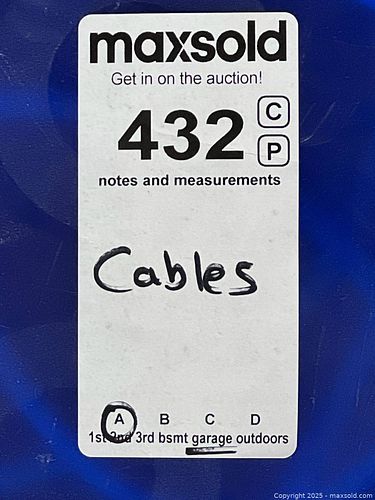 maxsold
Get in on the auction!
432
C
P
notes and measurements
Cables
A B C D
1st 2nd 3rd bsmt garage outdoors
Copyright 2025 - maxsold.com